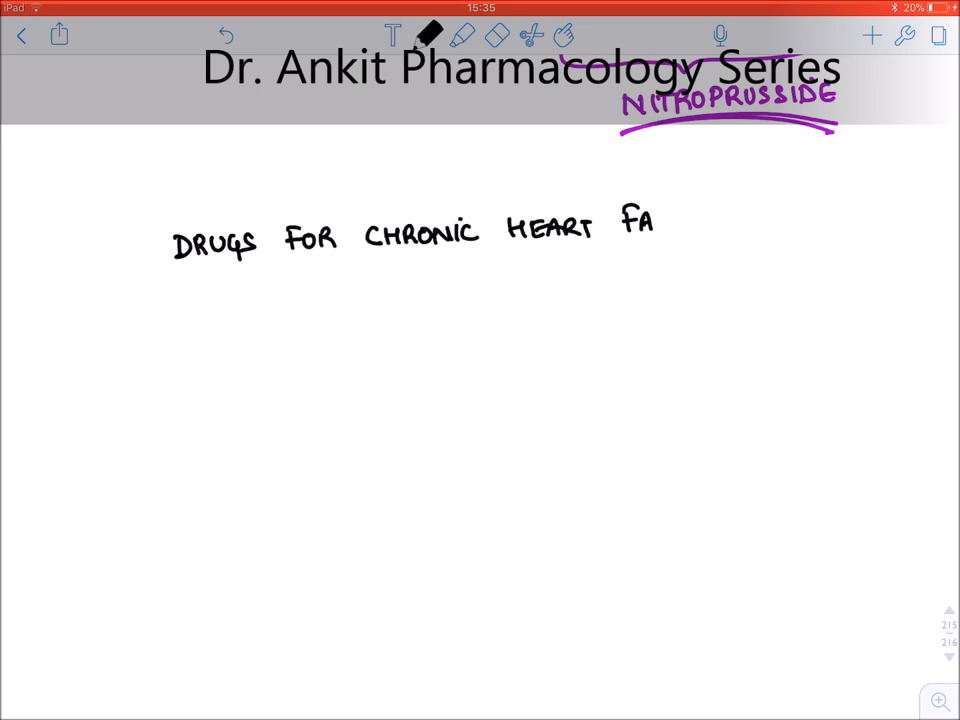 iPad 15:35 20%
Dr. Ankit Pharmacology Series
NITROPRUSSIDE
DRUGS FOR CHRONIC HEART FA
215
216